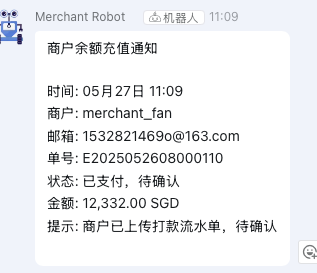 Merchant Robot 机器人 11:09
商户余额充值通知
时间: 05月27日 11:09
商户: merchant_fan
邮箱: 1532821469o@163.com
单号: E2025052608000110
状态: 已支付，待确认
金额: 12,332.00 SGD
提示: 商户已上传打款流水单，待确认